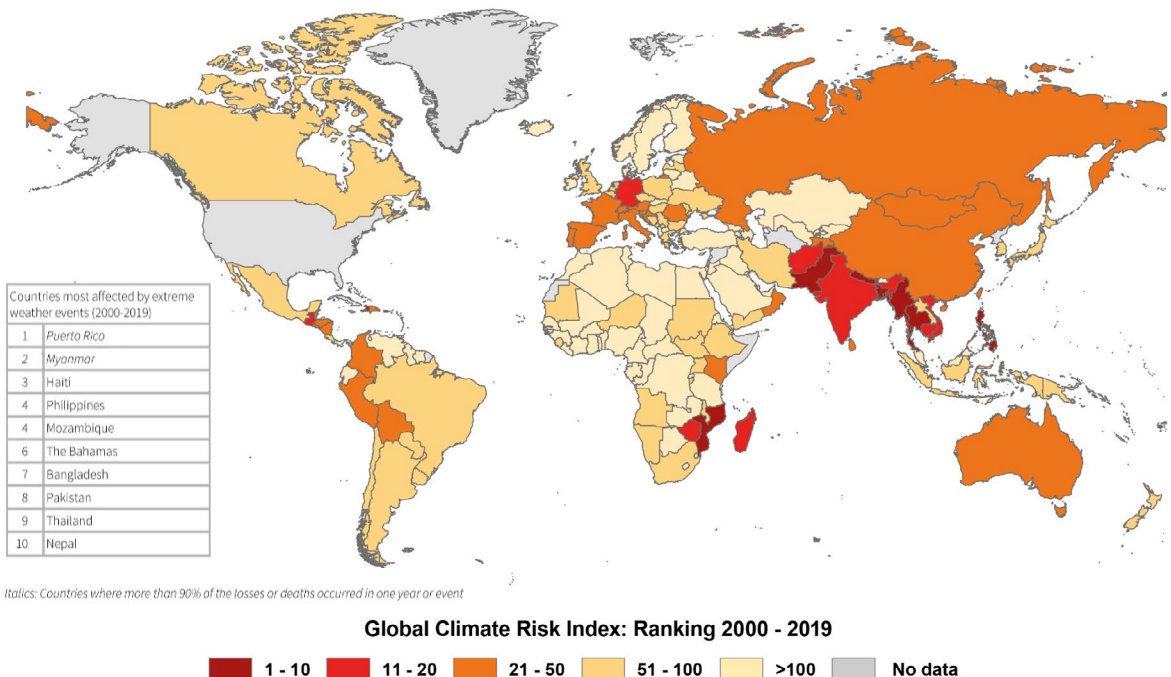 Countries most affected by extreme
weather events (2000-2019)
1 Puerto Rico
2 Myanmar
3 Haiti
4 Philippines
4 Mozambique
6 The Bahamas
7 Bangladesh
8 Pakistan
9 Thailand
10 Nepal
Italics: Countries where more than 90% of the losses or deaths occurred in one year or event
Global Climate Risk Index: Ranking 2000 - 2019
1 - 10 11 - 20 21 - 50 51 - 100 >100 No data